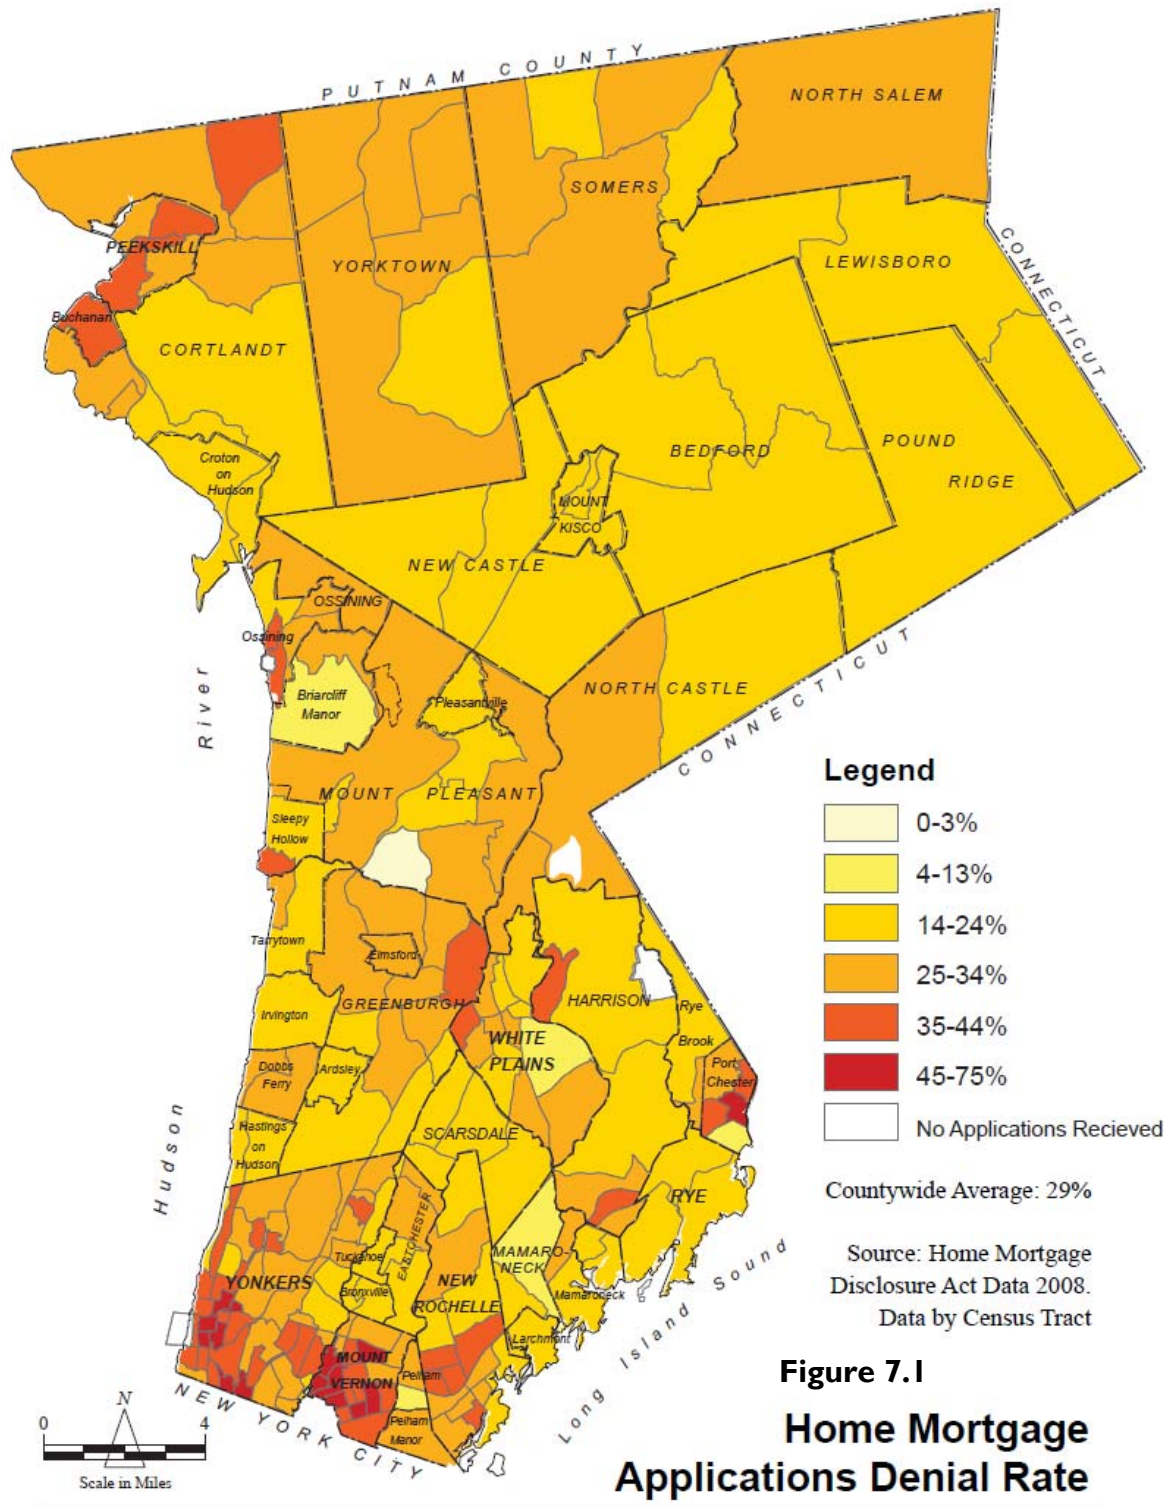 PUTNAM COUNTY
NORTH SALEM
SOMERS
PEEKSKILL
YORKTOWN
LEWISBORO
CONNECTICUT
Buchanan
CORTLANDT
Croton
on
Hudson
BEDFORD
POUND
RIDGE
MOUNT
KISCO
NEW CASTLE
OSSINING
Ossining
River
Briarcliff
Manor
Pleasantville
NORTH CASTLE
CONNECTICUT
MOUNT PLEASANT
Sleepy
Hollow
Tarrytown
Elmsford
GREENBURGH
HARRISON
Irvington
WHITE
PLAINS
Rye
Brook
Port
Chester
Dobbs
Ferry
Ardsley
Hastings
on
Hudson
SCARSDALE
Hudson
RYE
EASTCHESTER
Tuckahoe
MAMARO-
NECK
YONKERS
Bronxville
NEW
ROCHELLE
Mamaroneck
Larchmont
Long Island Sound
MOUNT
VERNON
Pelham
Pelham
Manor
NEW YORK CITY
N
0 4
Scale in Miles
Legend
0-3%
4-13%
14-24%
25-34%
35-44%
45-75%
No Applications Recieved
Countywide Average: 29%
Source: Home Mortgage
Disclosure Act Data 2008.
Data by Census Tract
Figure 7.1
Home Mortgage
Applications Denial Rate